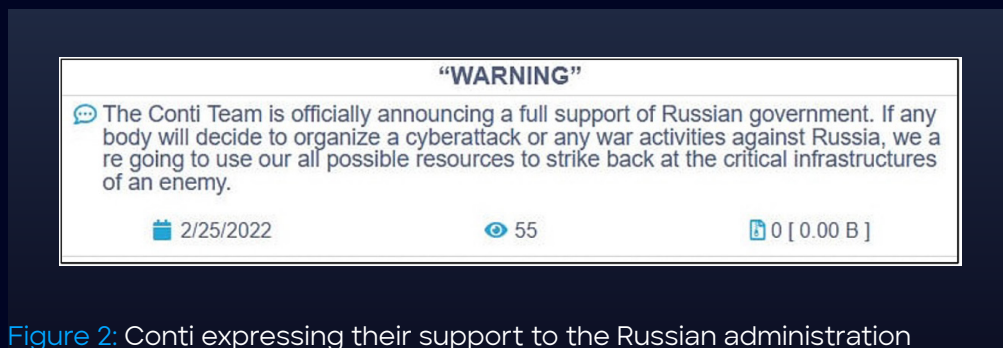 “WARNING”
The Conti Team is officially announcing a full support of Russian government. If any
body will decide to organize a cyberattack or any war activities against Russia, we a
re going to use our all possible resources to strike back at the critical infrastructures
of an enemy.
2/25/2022 55 0 [ 0.00 B ]
Figure 2: Conti expressing their support to the Russian administration